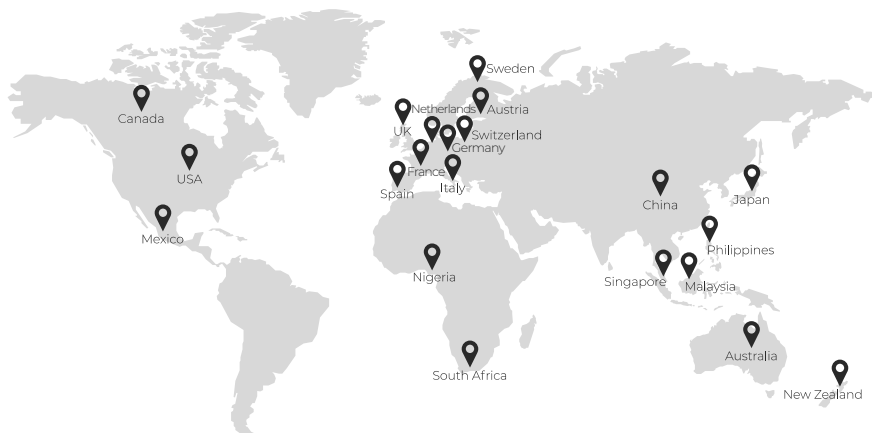 Sweden
Netherlands
Austria
Canada
UK
Switzerland
Germany
USA
France
Italy
Spain
China
Japan
Mexico
Philippines
Nigeria
Singapore
Malaysia
Australia
South Africa
New Zealand